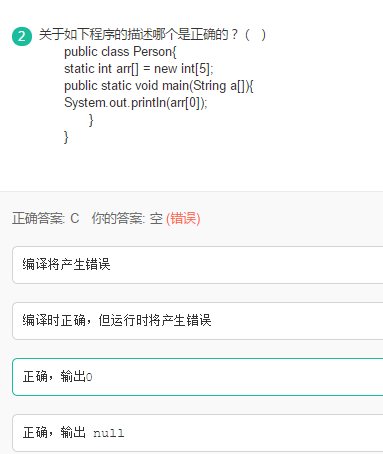 2 关于如下程序的描述哪个是正确的？( )
public class Person{
static int arr[] = new int[5];
public static void main(String a[]){
System.out.println(arr[0]);
}
}
正确答案: C 你的答案: 空 (错误)
编译将产生错误
编译时正确，但运行时将产生错误
正确，输出0
正确，输出 null